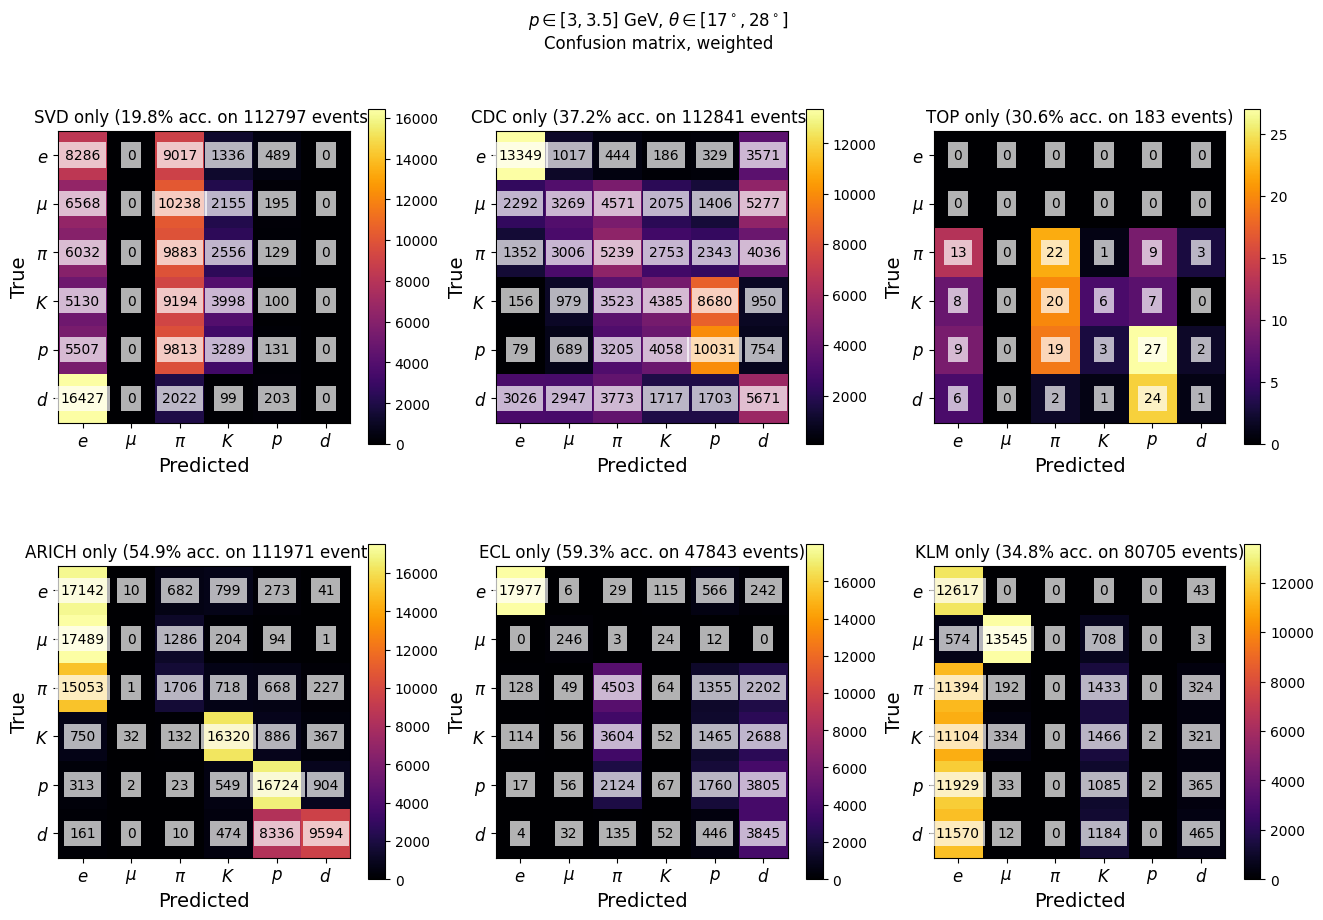 p ∈ [3, 3.5] GeV, θ ∈ [17°, 28°]
Confusion matrix, weighted
SVD only (19.8% acc. on 112797 events
True
e 8286 0 9017 1336 489 0
μ 6568 0 10238 2155 195 0
π 6032 0 9883 2556 129 0
K 5130 0 9194 3998 100 0
p 5507 0 9813 3289 131 0
d 16427 0 2022 99 203 0
e μ π K p d
Predicted
16000
14000
12000
10000
8000
6000
4000
2000
0
CDC only (37.2% acc. on 112841 events
True
e 13349 1017 444 186 329 3571
μ 2292 3269 4571 2075 1406 5277
π 1352 3006 5239 2753 2343 4036
K 156 979 3523 4385 8680 950
p 79 689 3205 4058 10031 754
d 3026 2947 3773 1717 1703 5671
e μ π K p d
Predicted
12000
10000
8000
6000
4000
2000
TOP only (30.6% acc. on 183 events)
True
e 0 0 0 0 0 0
μ 0 0 0 0 0 0
π 13 0 22 1 9 3
K 8 0 20 6 7 0
p 9 0 19 3 27 2
d 6 0 2 1 24 1
e μ π K p d
Predicted
25
20
15
10
5
0
ARICH only (54.9% acc. on 111971 event
True
e 17142 10 682 799 273 41
μ 17489 0 1286 204 94 1
π 15053 1 1706 718 668 227
K 750 32 132 16320 886 367
p 313 2 23 549 16724 904
d 161 0 10 474 8336 9594
e μ π K p d
Predicted
16000
14000
12000
10000
8000
6000
4000
2000
0
ECL only (59.3% acc. on 47843 events)
True
e 17977 6 29 115 566 242
μ 0 246 3 24 12 0
π 128 49 4503 64 1355 2202
K 114 56 3604 52 1465 2688
p 17 56 2124 67 1760 3805
d 4 32 135 52 446 3845
e μ π K p d
Predicted
16000
14000
12000
10000
8000
6000
4000
2000
0
KLM only (34.8% acc. on 80705 events)
True
e 12617 0 0 0 0 43
μ 574 13545 0 708 0 3
π 11394 192 0 1433 0 324
K 11104 334 0 1466 2 321
p 11929 33 0 1085 2 365
d 11570 12 0 1184 0 465
e μ π K p d
Predicted
12000
10000
8000
6000
4000
2000
0